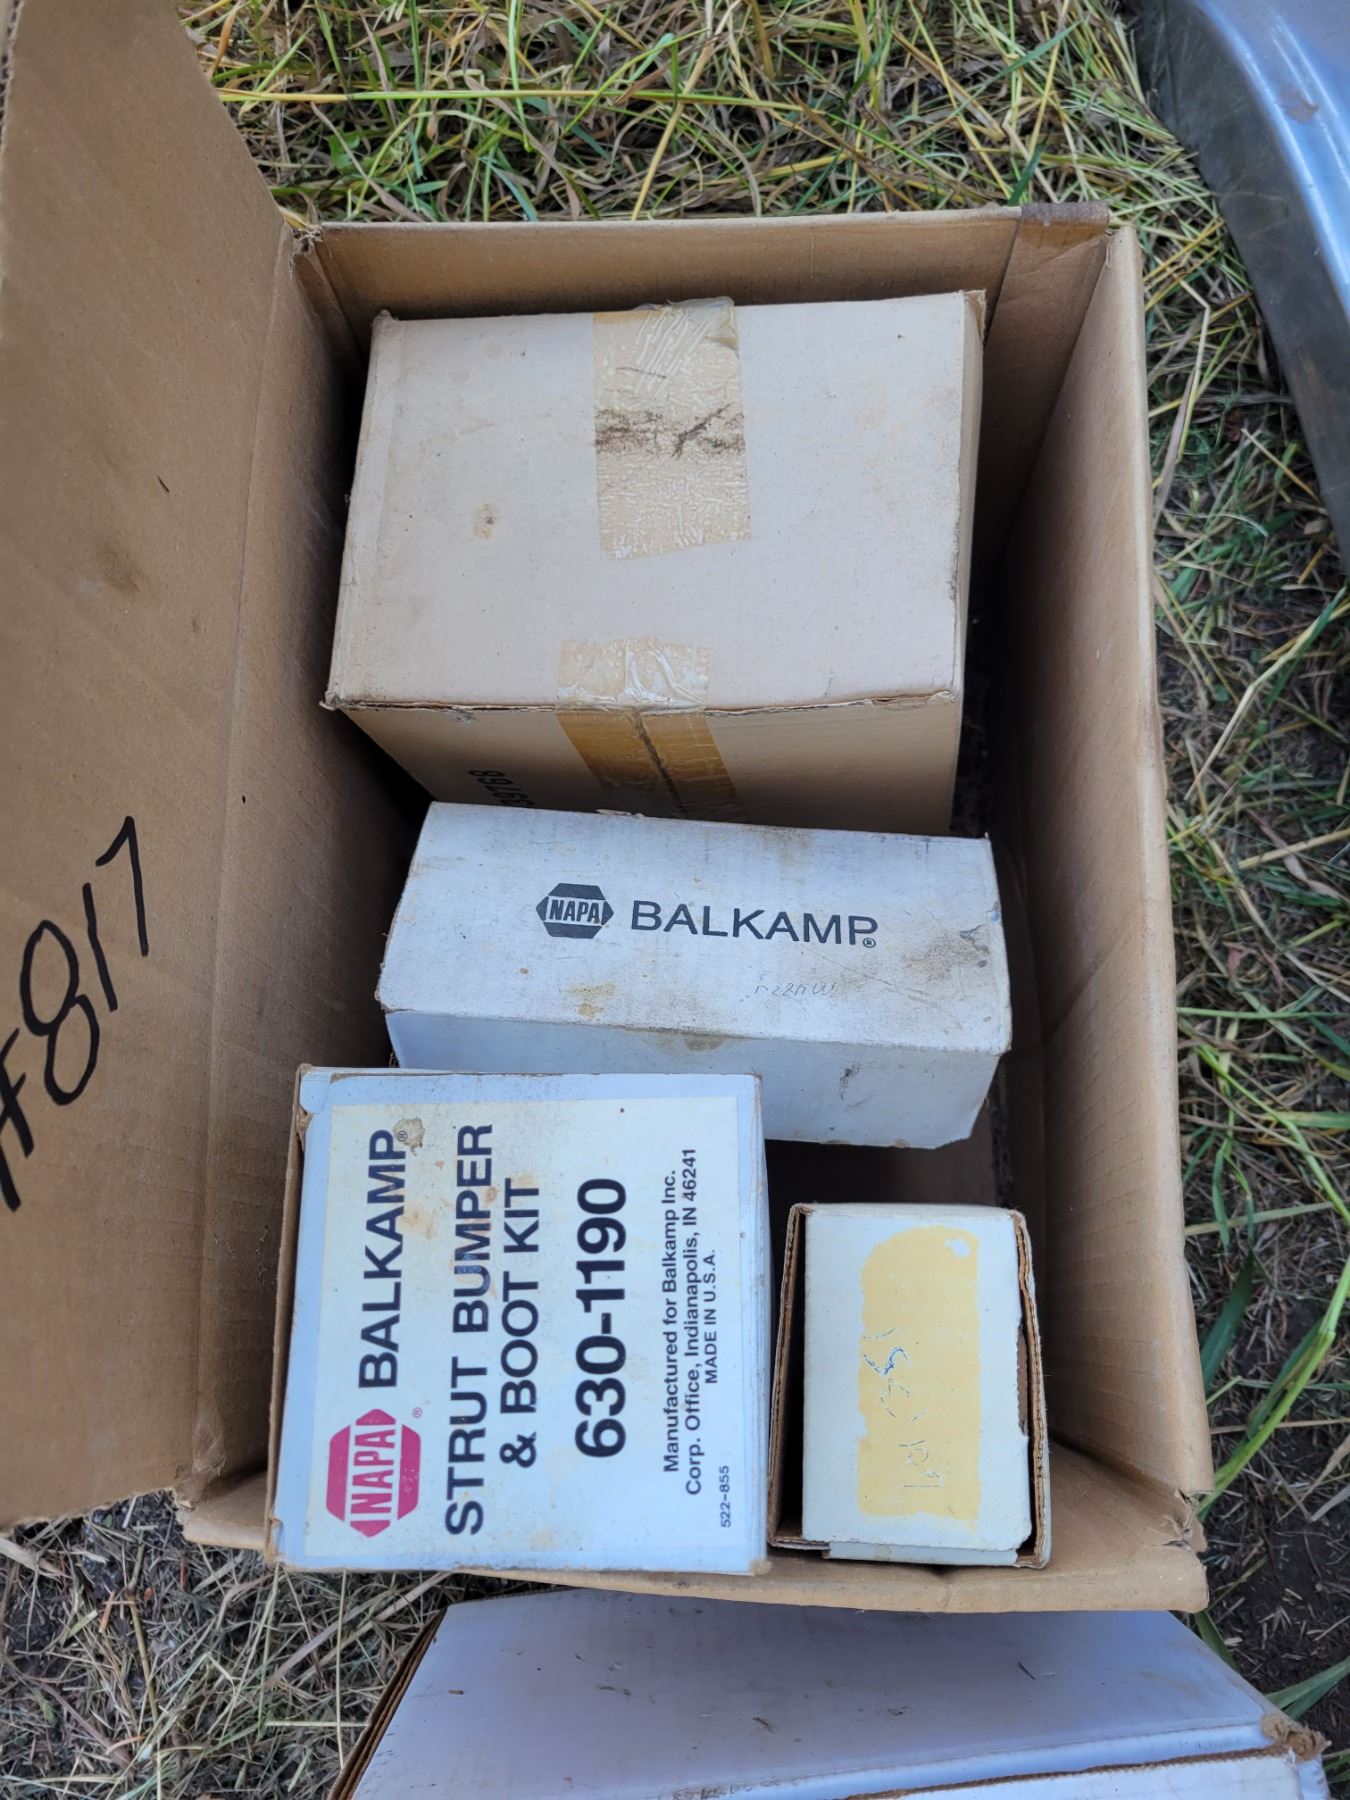 #817
NAPA BALKAMP®
NAPA® BALKAMP®
STRUT BUMPER
& BOOT KIT
630-1190
Manufactured for Balkamp Inc.
Corp. Office, Indianapolis, IN 46241
MADE IN U.S.A.
522-855